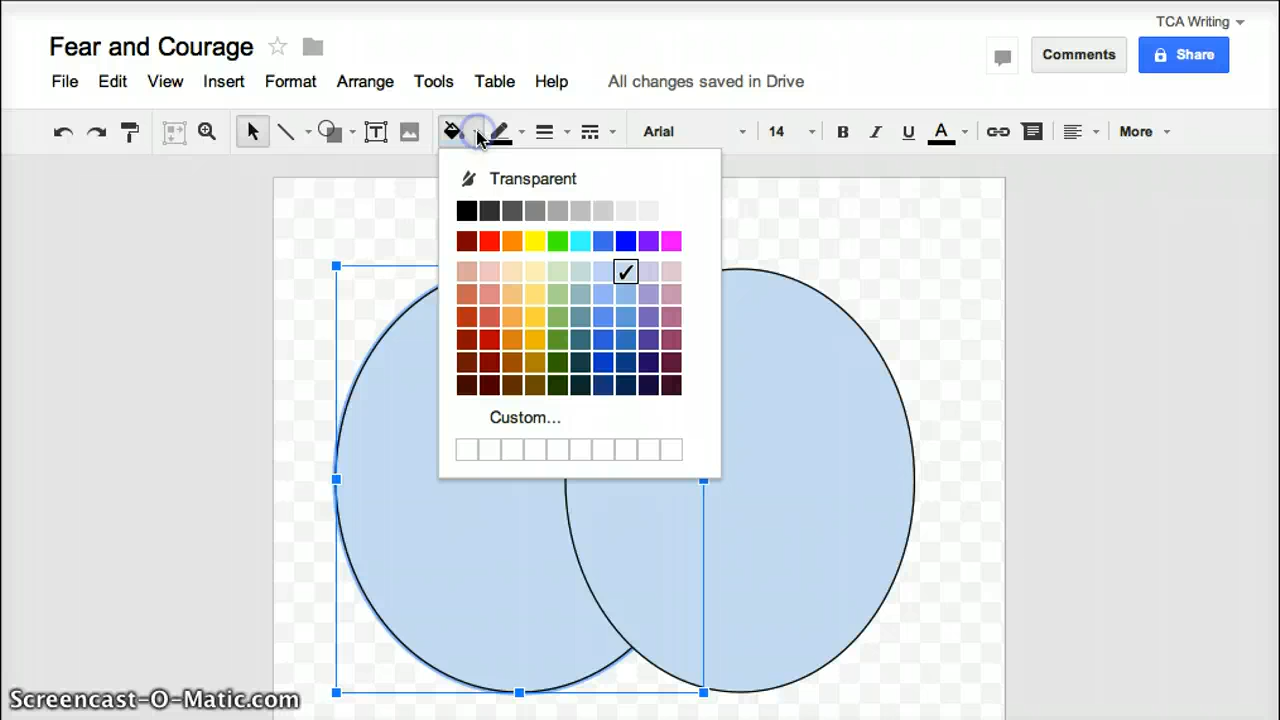 TCA Writing
Fear and Courage
Comments
Share
File Edit View Insert Format Arrange Tools Table Help All changes saved in Drive
Arial 14 B I U A More
Transparent
Custom...
Screencast-O-Matic.com